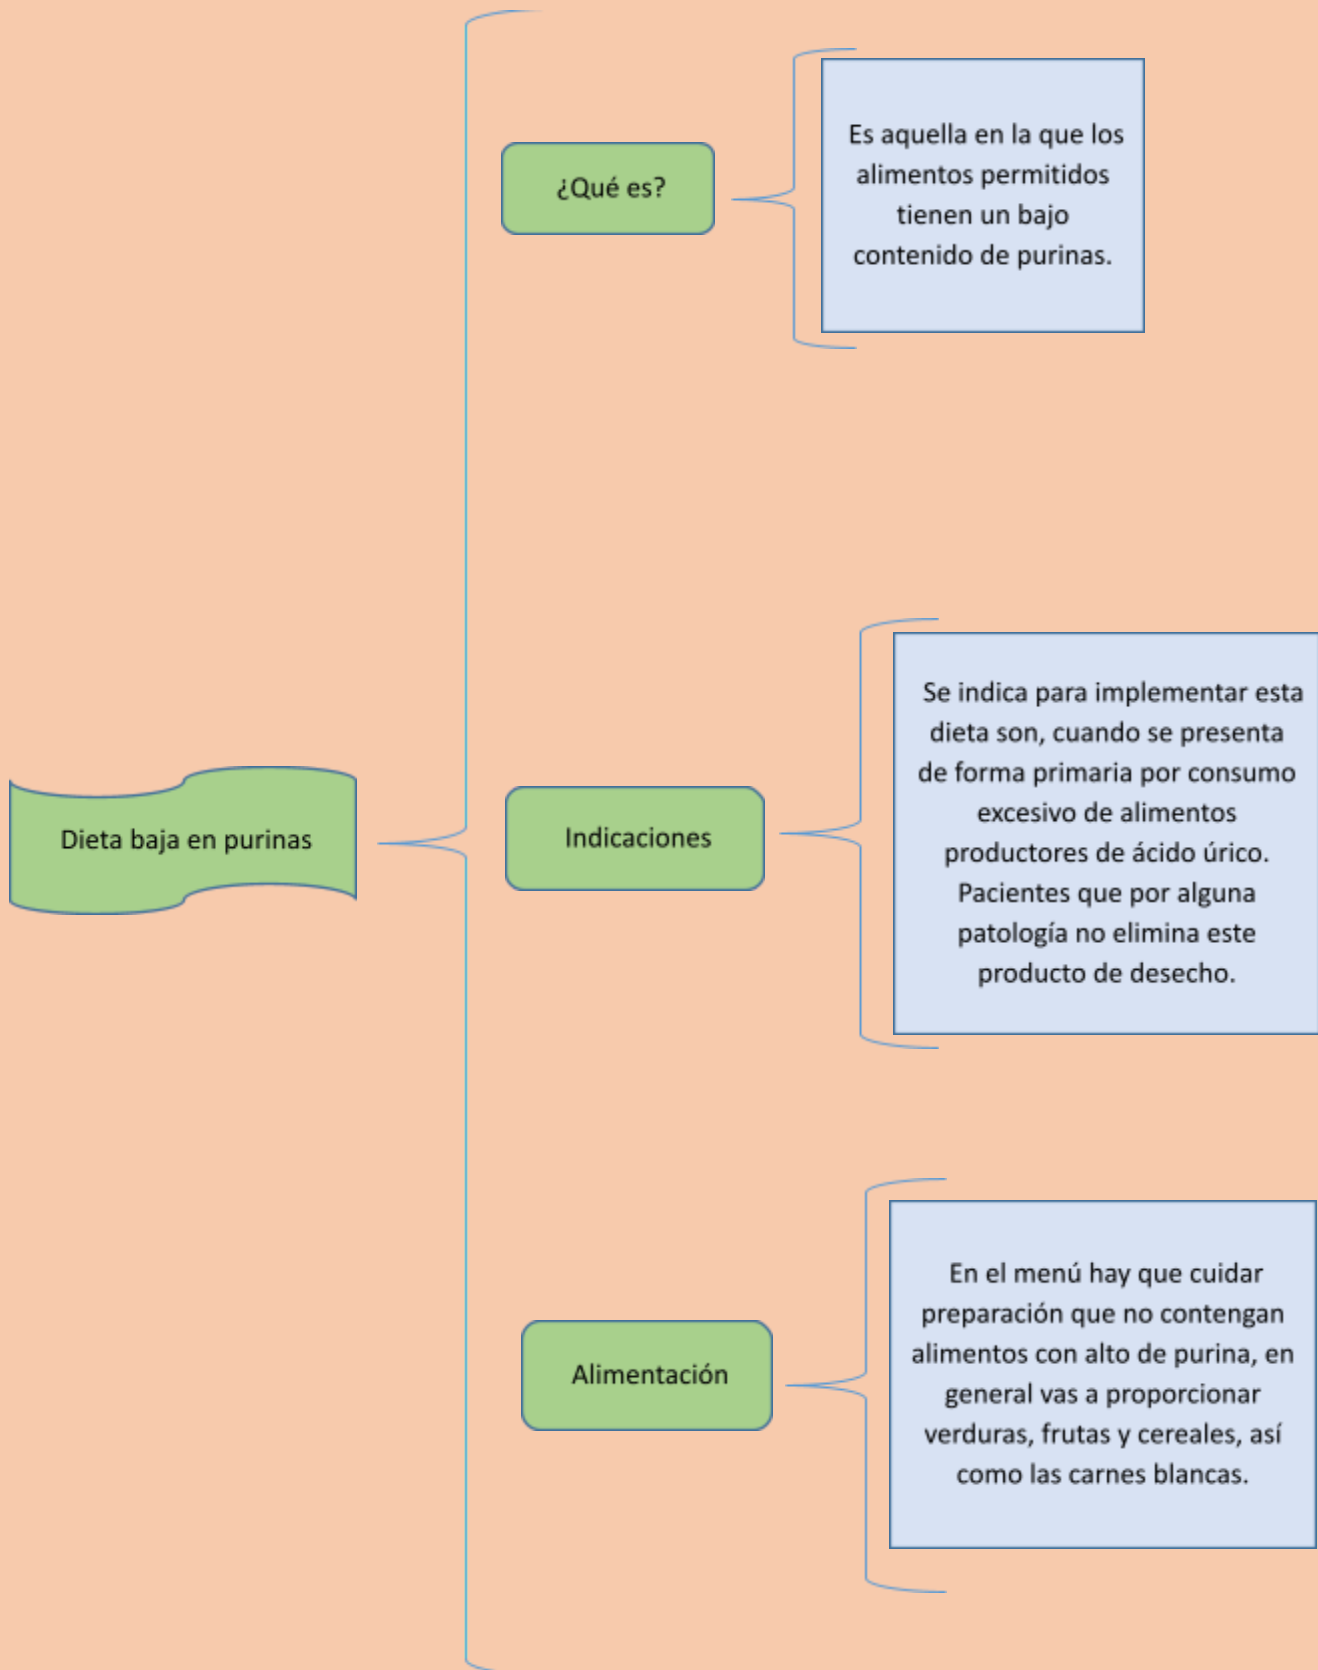 Dieta baja en purinas
¿Qué es?
Es aquella en la que los
alimentos permitidos
tienen un bajo
contenido de purinas.
Indicaciones
Se indica para implementar esta
dieta son, cuando se presenta
de forma primaria por consumo
excesivo de alimentos
productores de ácido úrico.
Pacientes que por alguna
patología no elimina este
producto de desecho.
Alimentación
En el menú hay que cuidar
preparación que no contengan
alimentos con alto de purina, en
general vas a proporcionar
verduras, frutas y cereales, así
como las carnes blancas.